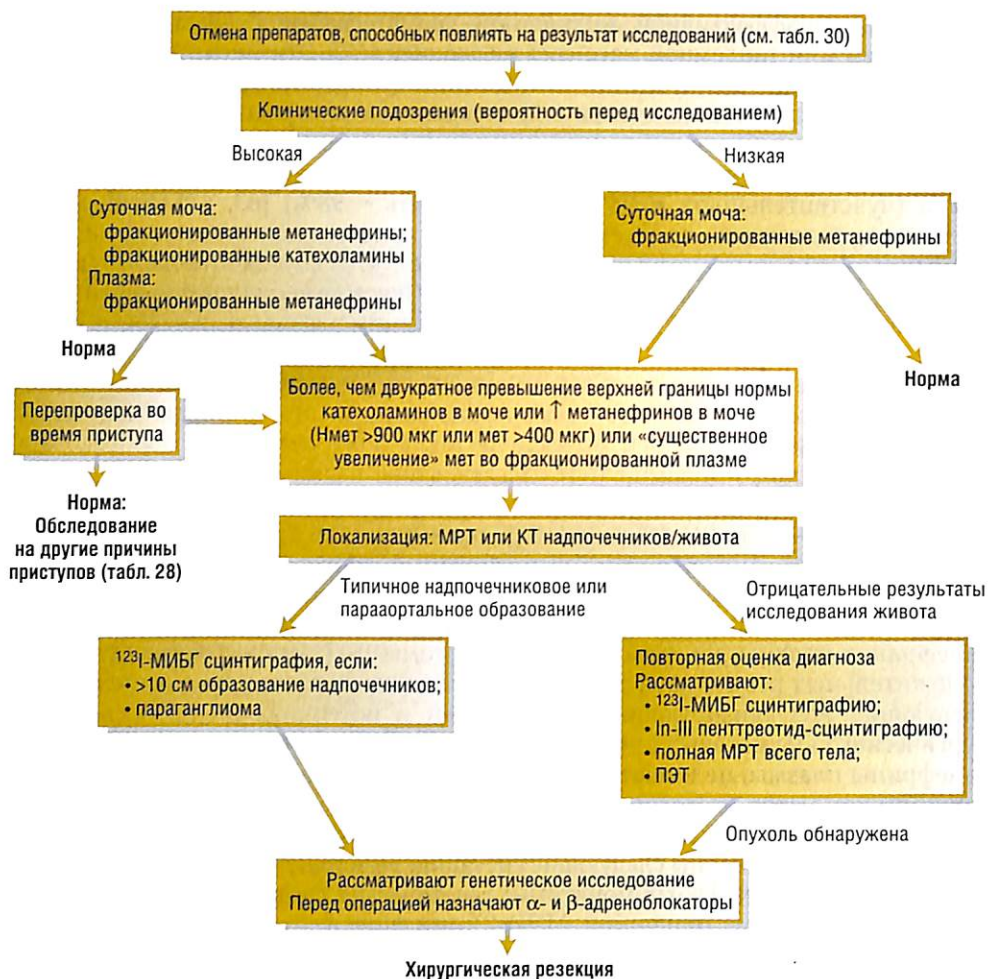 Отмена препаратов, способных повлиять на результат исследований (см. табл. 30)
Клинические подозрения (вероятность перед исследованием)
Высокая
Низкая
Суточная моча:
фракционированные метанефрины;
фракционированные катехоламины
Плазма:
фракционированные метанефрины
Суточная моча:
фракционированные метанефрины
Норма
Норма
Перепроверка во
время приступа
Более, чем двукратное превышение верхней границы нормы
катехоламинов в моче или ↑ метанефринов в моче
(Нмет >900 мкг или мет >400 мкг) или «существенное
увеличение» мет во фракционированной плазме
Норма:
Обследование
на другие причины
приступов (табл. 28)
Локализация: МРТ или КТ надпочечников/живота
Типичное надпочечниковое или
парааортальное образование
Отрицательные результаты
исследования живота
¹²³I-МИБГ сцинтиграфия, если:
• >10 см образование надпочечников;
• параганглиома
Повторная оценка диагноза
Рассматривают:
• ¹²³I-МИБГ сцинтиграфию;
• In-III пенттреотид-сцинтиграфию;
• полная МРТ всего тела;
• ПЭТ
Опухоль обнаружена
Рассматривают генетическое исследование
Перед операцией назначают α- и β-адреноблокаторы
Хирургическая резекция